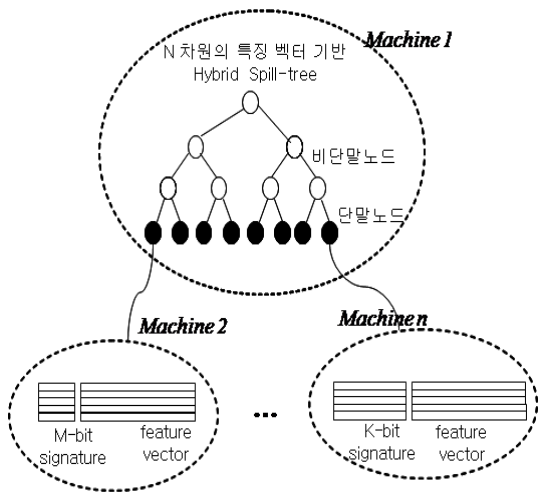 Machine 1
N 차원의 특징 벡터 기반
Hybrid Spill-tree
비단말노드
단말노드
Machine 2
Machine n
M-bit
signature
feature
vector
...
K-bit
signature
feature
vector